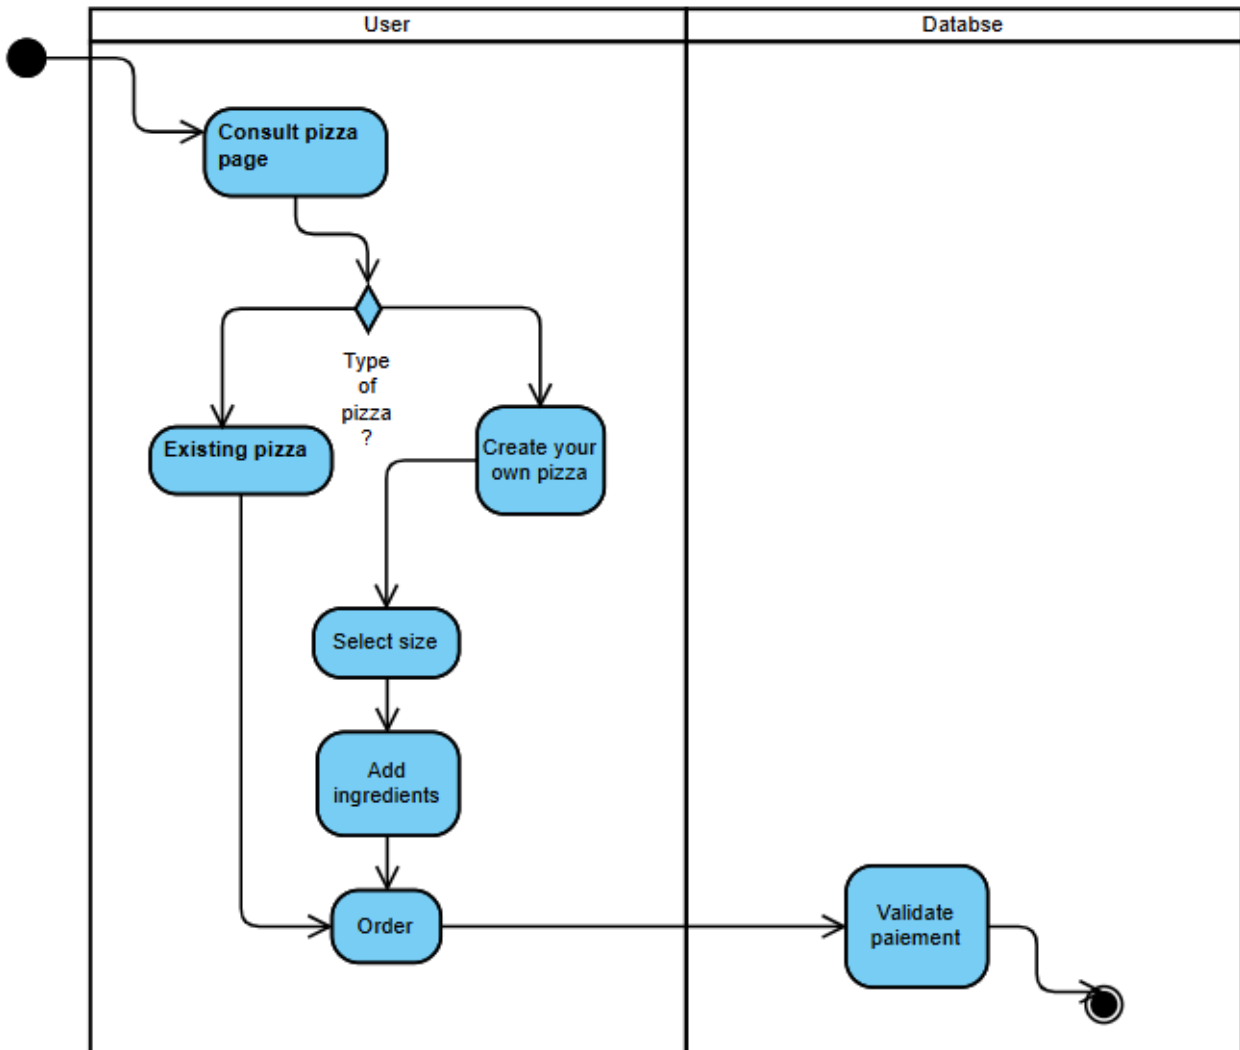 User
Databse
Consult pizza
page
Type
of
pizza
?
Existing pizza
Create your
own pizza
Select size
Add
ingredients
Order
Validate
paiement